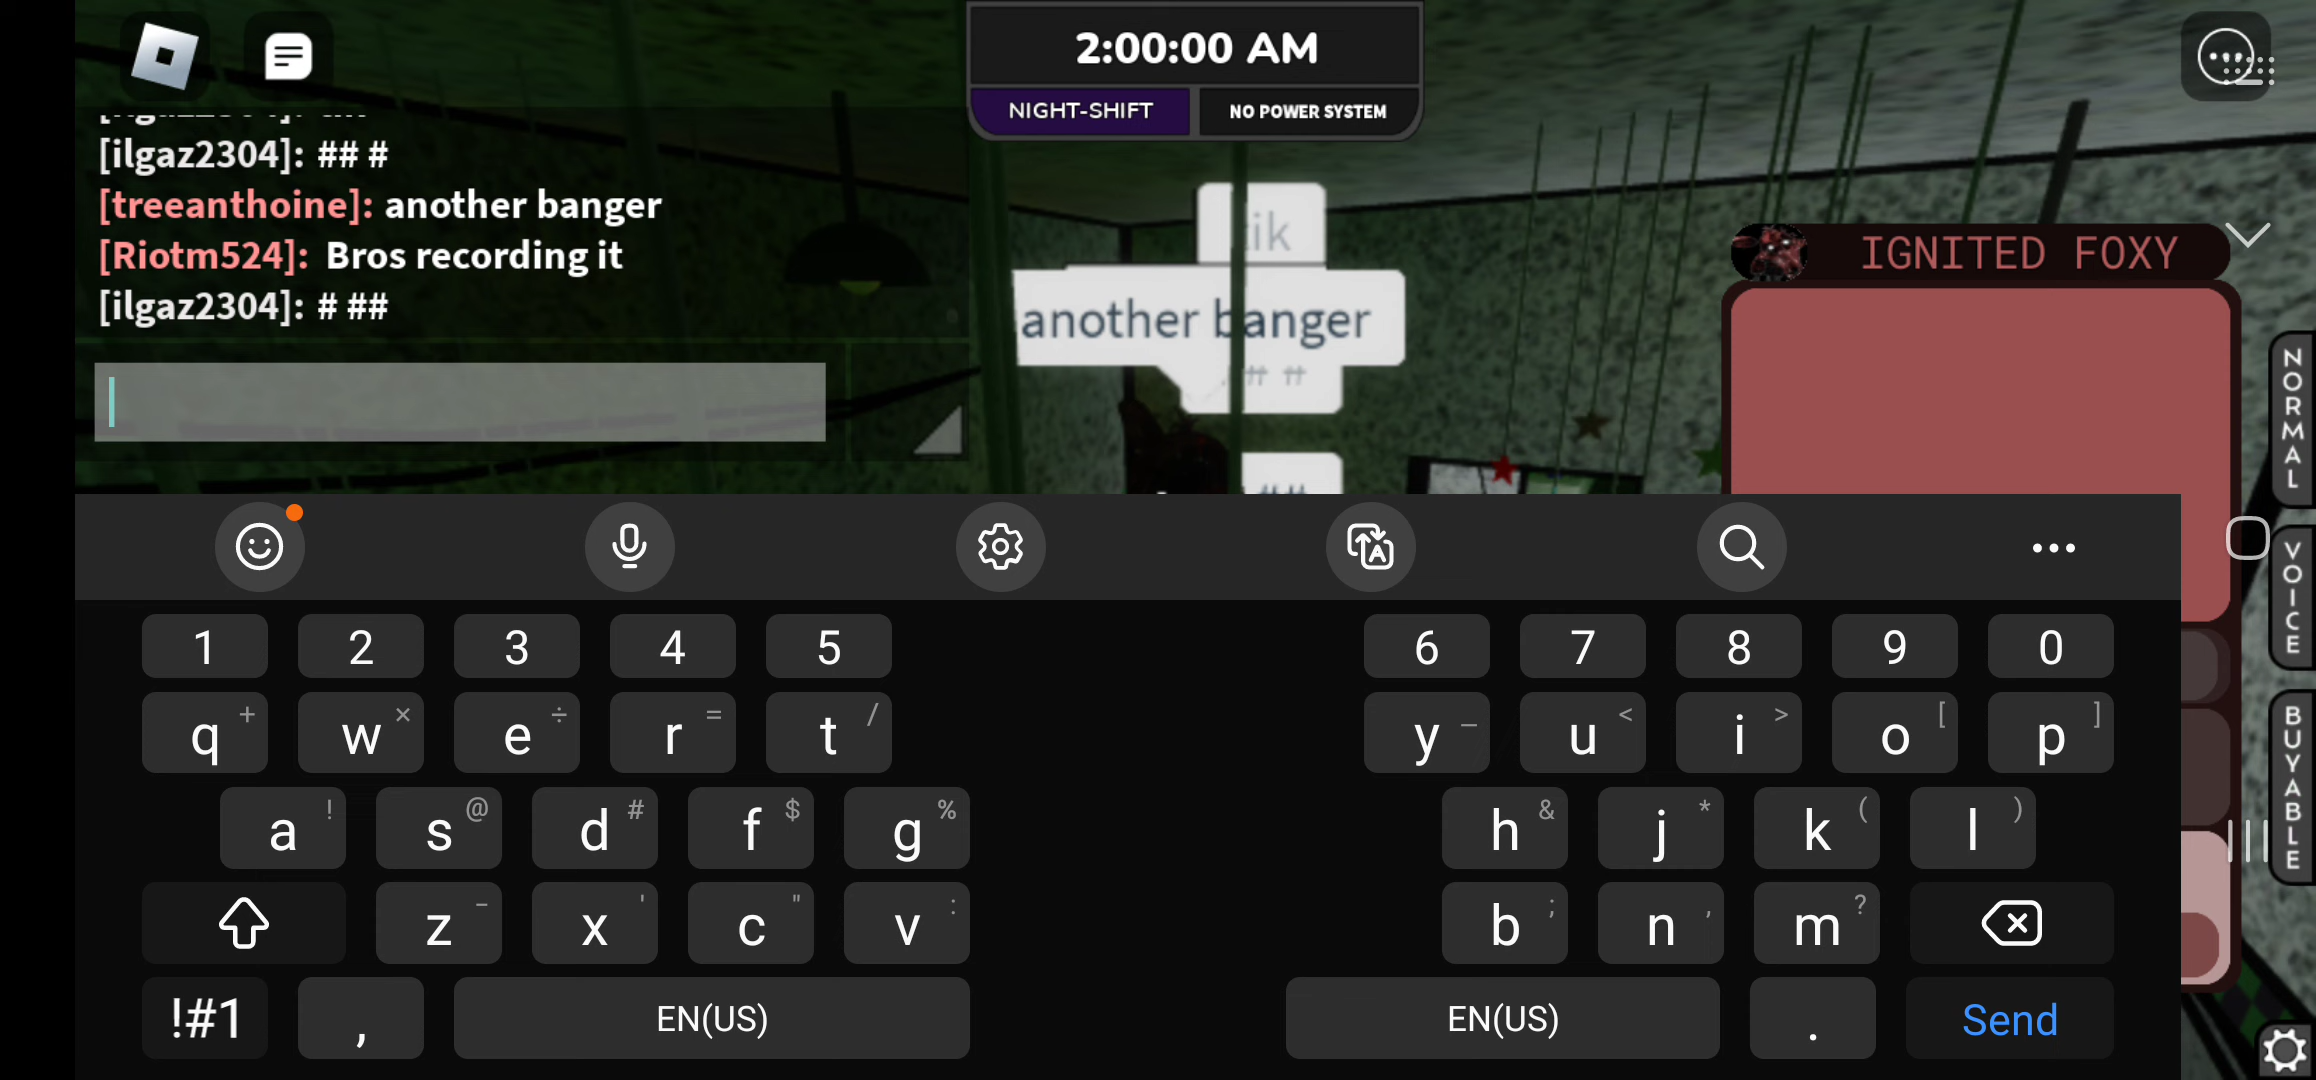 2:00:00 AM
NIGHT-SHIFT
NO POWER SYSTEM
[ilgaz2304]: ## #
[treeanthoine]: another banger
[Riotm524]: Bros recording it
[ilgaz2304]: # ##
another banger
# #
##
IGNITED FOXY
NORMAL
VOICE
BUYABLE
1 2 3 4 5 6 7 8 9 0
q + w × e ÷ r = t / y _ u < i > o [ p ]
a ! s @ d # f $ g % h & j * k ( l )
z - x ' c " v : b ; n , m ?
!#1 , EN(US) EN(US) . Send